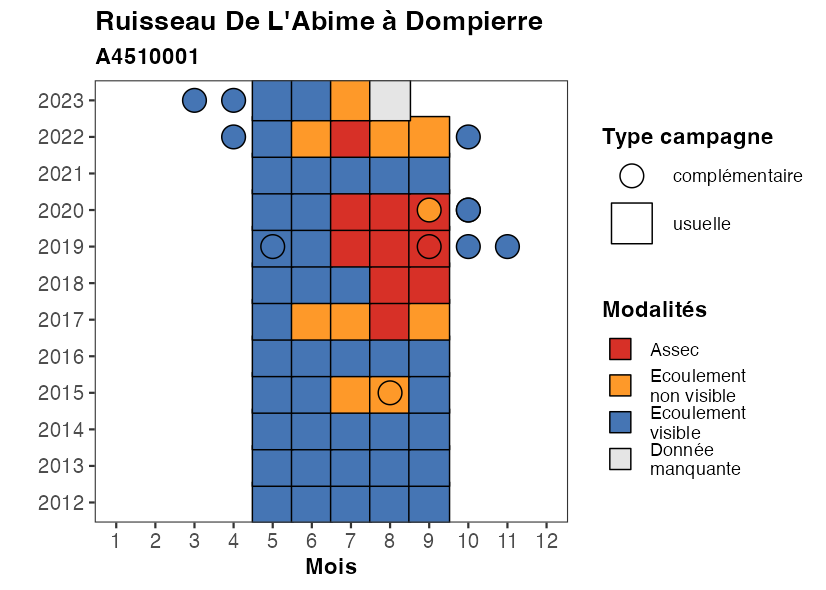 Ruisseau De L'Abime à Dompierre
A4510001
2023
2022
2021
2020
2019
2018
2017
2016
2015
2014
2013
2012
1 2 3 4 5 6 7 8 9 10 11 12
Mois
Type campagne
complémentaire
usuelle
Modalités
Assec
Ecoulement
non visible
Ecoulement
visible
Donnée
manquante